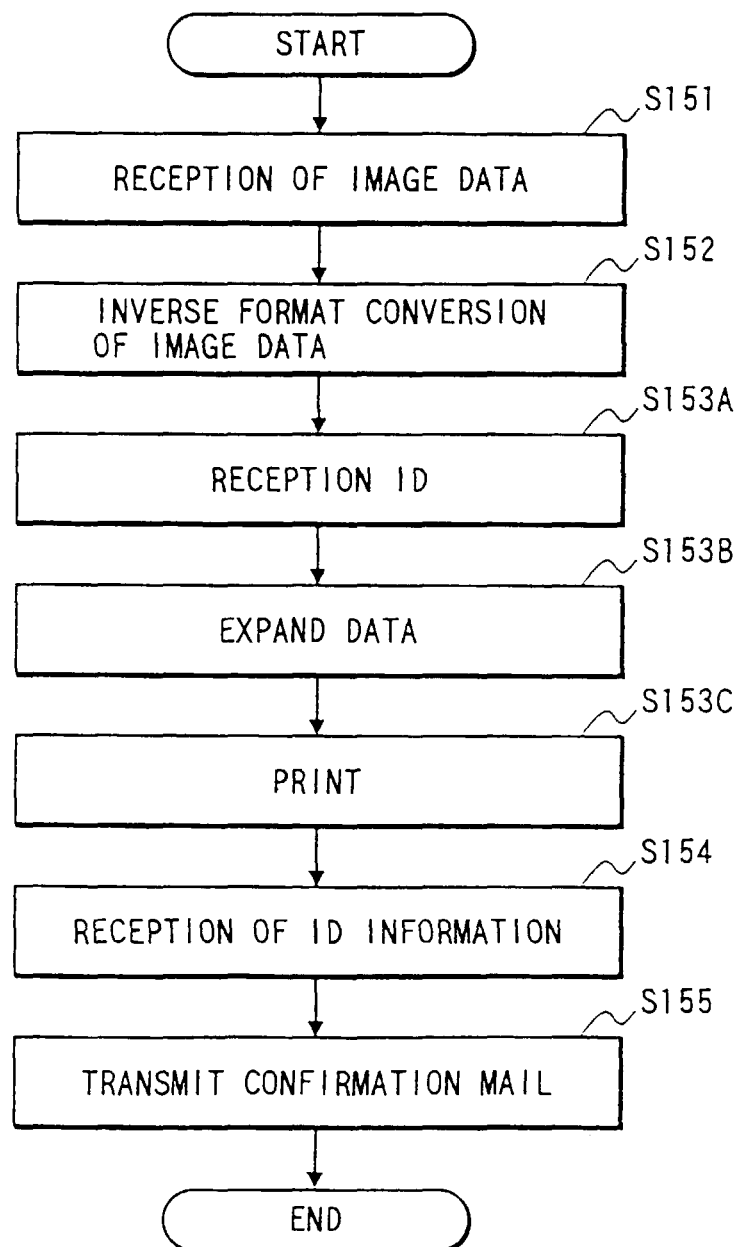 START
S151
RECEPTION OF IMAGE DATA
S152
INVERSE FORMAT CONVERSION
OF IMAGE DATA
S153A
RECEPTION ID
S153B
EXPAND DATA
S153C
PRINT
S154
RECEPTION OF ID INFORMATION
S155
TRANSMIT CONFIRMATION MAIL
END